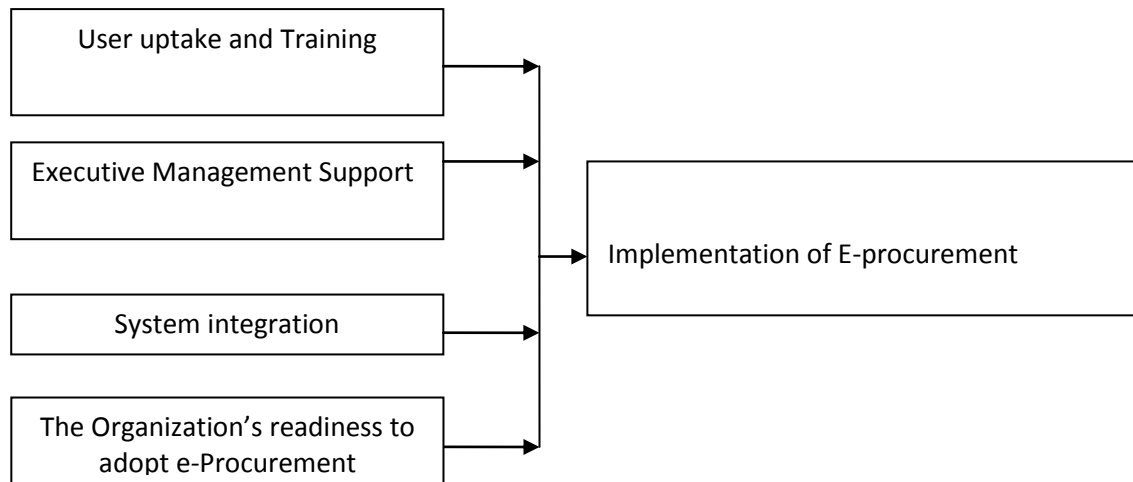 User uptake and Training
Executive Management Support
Implementation of E-procurement
System integration
The Organization’s readiness to
adopt e-Procurement